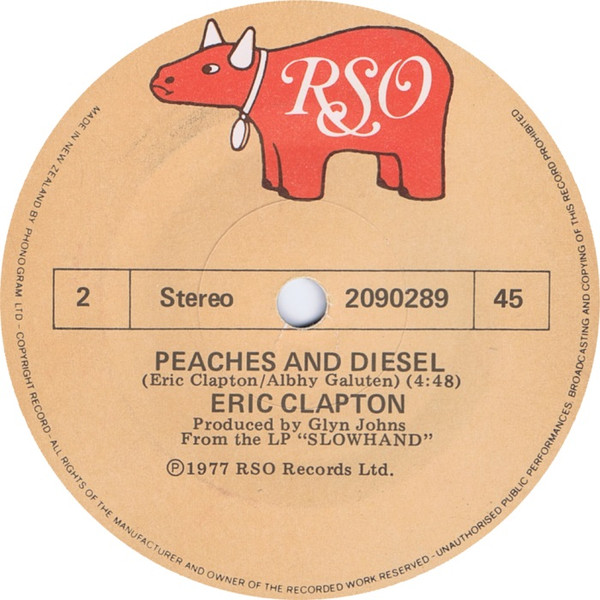 RSO
2 Stereo 2090289 45
PEACHES AND DIESEL
(Eric Clapton/Albhy Galuten) (4:48)
ERIC CLAPTON
Produced by Glyn Johns
From the LP "SLOWHAND"
Ⓟ1977 RSO Records Ltd.
MADE IN NEW ZEALAND BY PHONOGRAM LTD - COPYRIGHT RECORD - ALL RIGHTS OF THE MANUFACTURER AND OWNER OF THE RECORDED WORK RESERVED - UNAUTHORISED PUBLIC PERFORMANCES, BROADCASTING AND COPYING OF THIS RECORD PROHIBITED